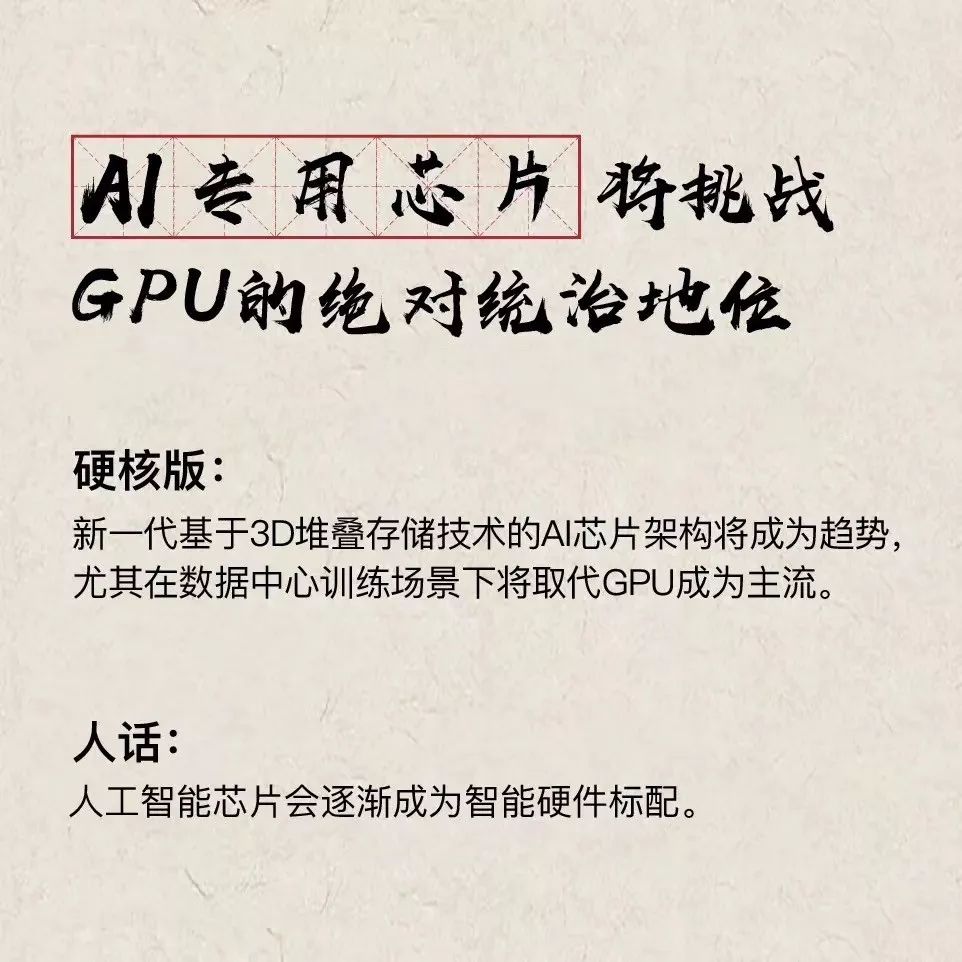 AI专用芯片将挑战
GPU的绝对统治地位
硬核版：
新一代基于3D堆叠存储技术的AI芯片架构将成为趋势，
尤其在数据中心训练场景下将取代GPU成为主流。
人话：
人工智能芯片会逐渐成为智能硬件标配。